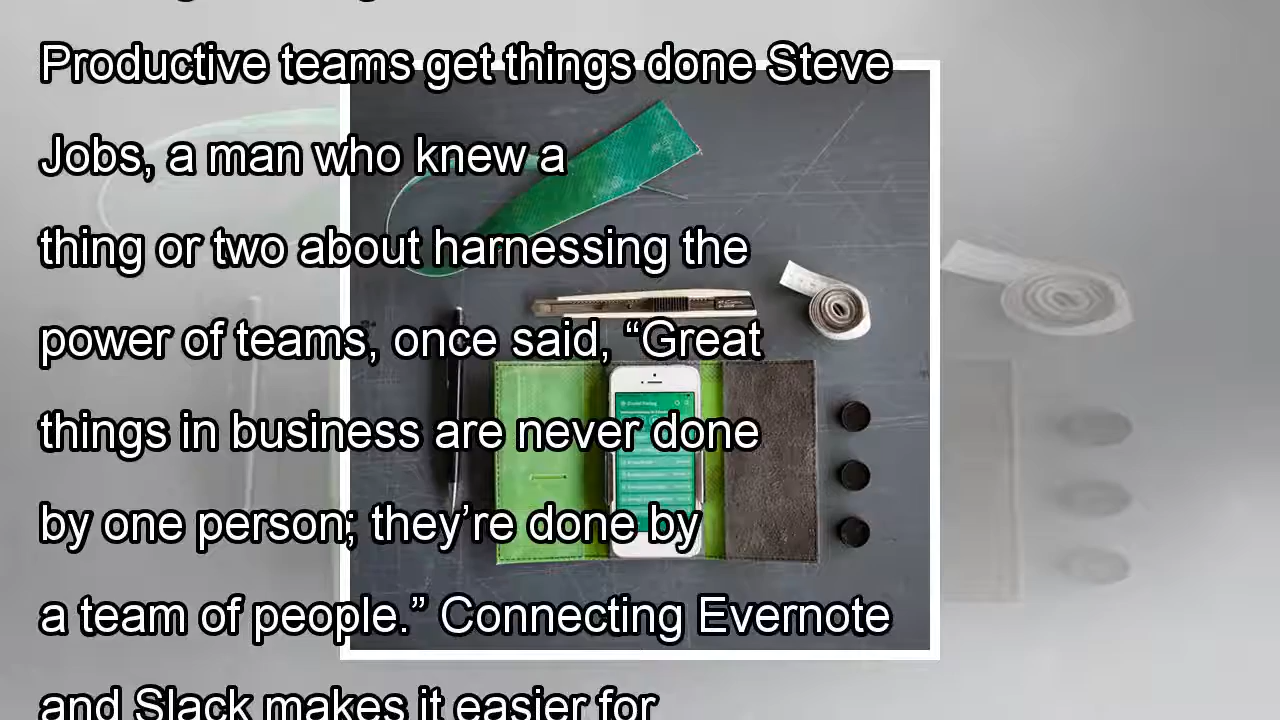 Productive teams get things done Steve
Jobs, a man who knew a
thing or two about harnessing the
power of teams, once said, “Great
things in business are never done
by one person; they’re done by
a team of people.” Connecting Evernote
and Slack makes it easier for